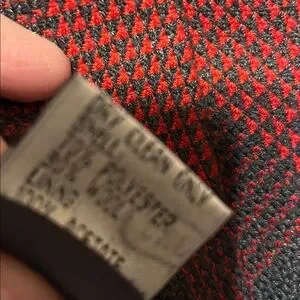 DRY CLEAN ONLY
SHELL
POLYESTER
WOOL
LINING
100% ACETATE